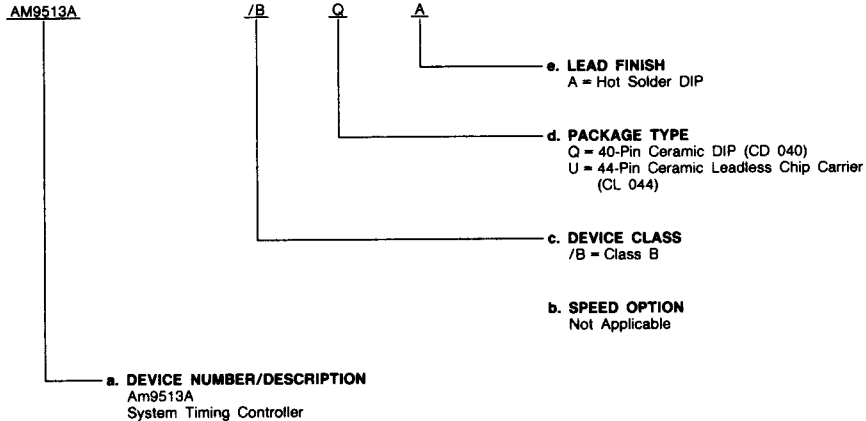 AM9513A /B Q A
e. LEAD FINISH
A = Hot Solder DIP
d. PACKAGE TYPE
Q = 40-Pin Ceramic DIP (CD 040)
U = 44-Pin Ceramic Leadless Chip Carrier
(CL 044)
c. DEVICE CLASS
/B = Class B
b. SPEED OPTION
Not Applicable
a. DEVICE NUMBER/DESCRIPTION
Am9513A
System Timing Controller